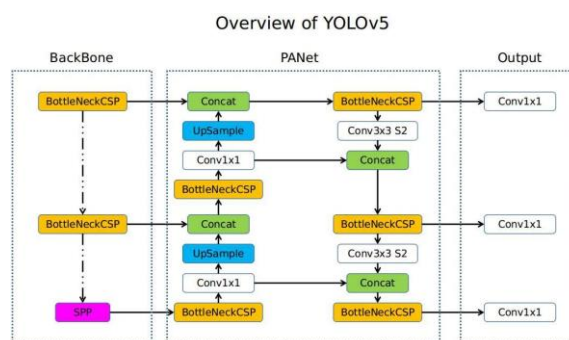 Overview of YOLOv5
BackBone PANet Output
BottleNeckCSP Concat BottleNeckCSP Conv1x1
UpSample Conv3x3 S2
Conv1x1 Concat
BottleNeckCSP
BottleNeckCSP Concat BottleNeckCSP Conv1x1
UpSample Conv3x3 S2
Conv1x1 Concat
SPP BottleNeckCSP BottleNeckCSP Conv1x1